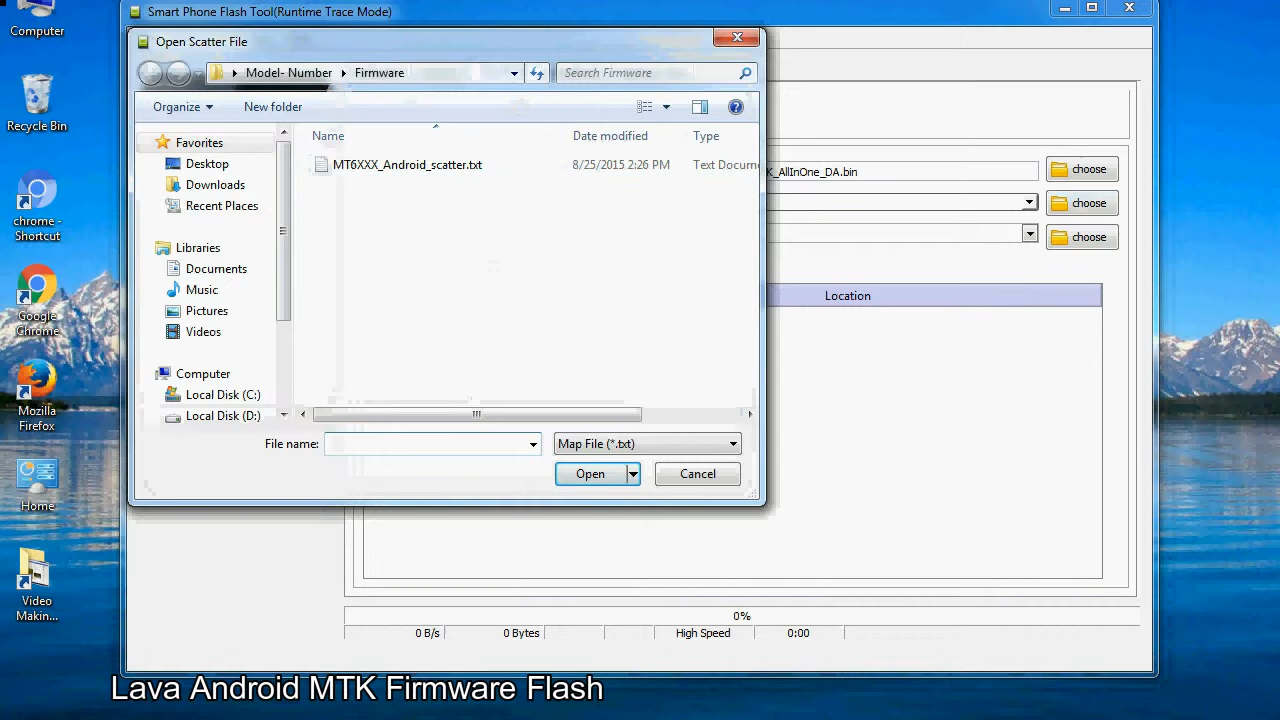 Computer
Recycle Bin
chrome - Shortcut
Google Chrome
Mozilla Firefox
Home
Video Makin...
Smart Phone Flash Tool(Runtime Trace Mode)
Open Scatter File
Model- Number
Firmware
Search Firmware
Organize
New folder
Favorites
Desktop
Downloads
Recent Places
Libraries
Documents
Music
Pictures
Videos
Computer
Local Disk (C:)
Local Disk (D:)
Name
Date modified
Type
MT6XXX_Android_scatter.txt
8/25/2015 2:26 PM
Text Docum
File name:
Map File (*.txt)
Open
Cancel
K_AllInOne_DA.bin
choose
choose
choose
Location
0%
0 B/s
0 Bytes
High Speed
0:00
Lava Android MTK Firmware Flash